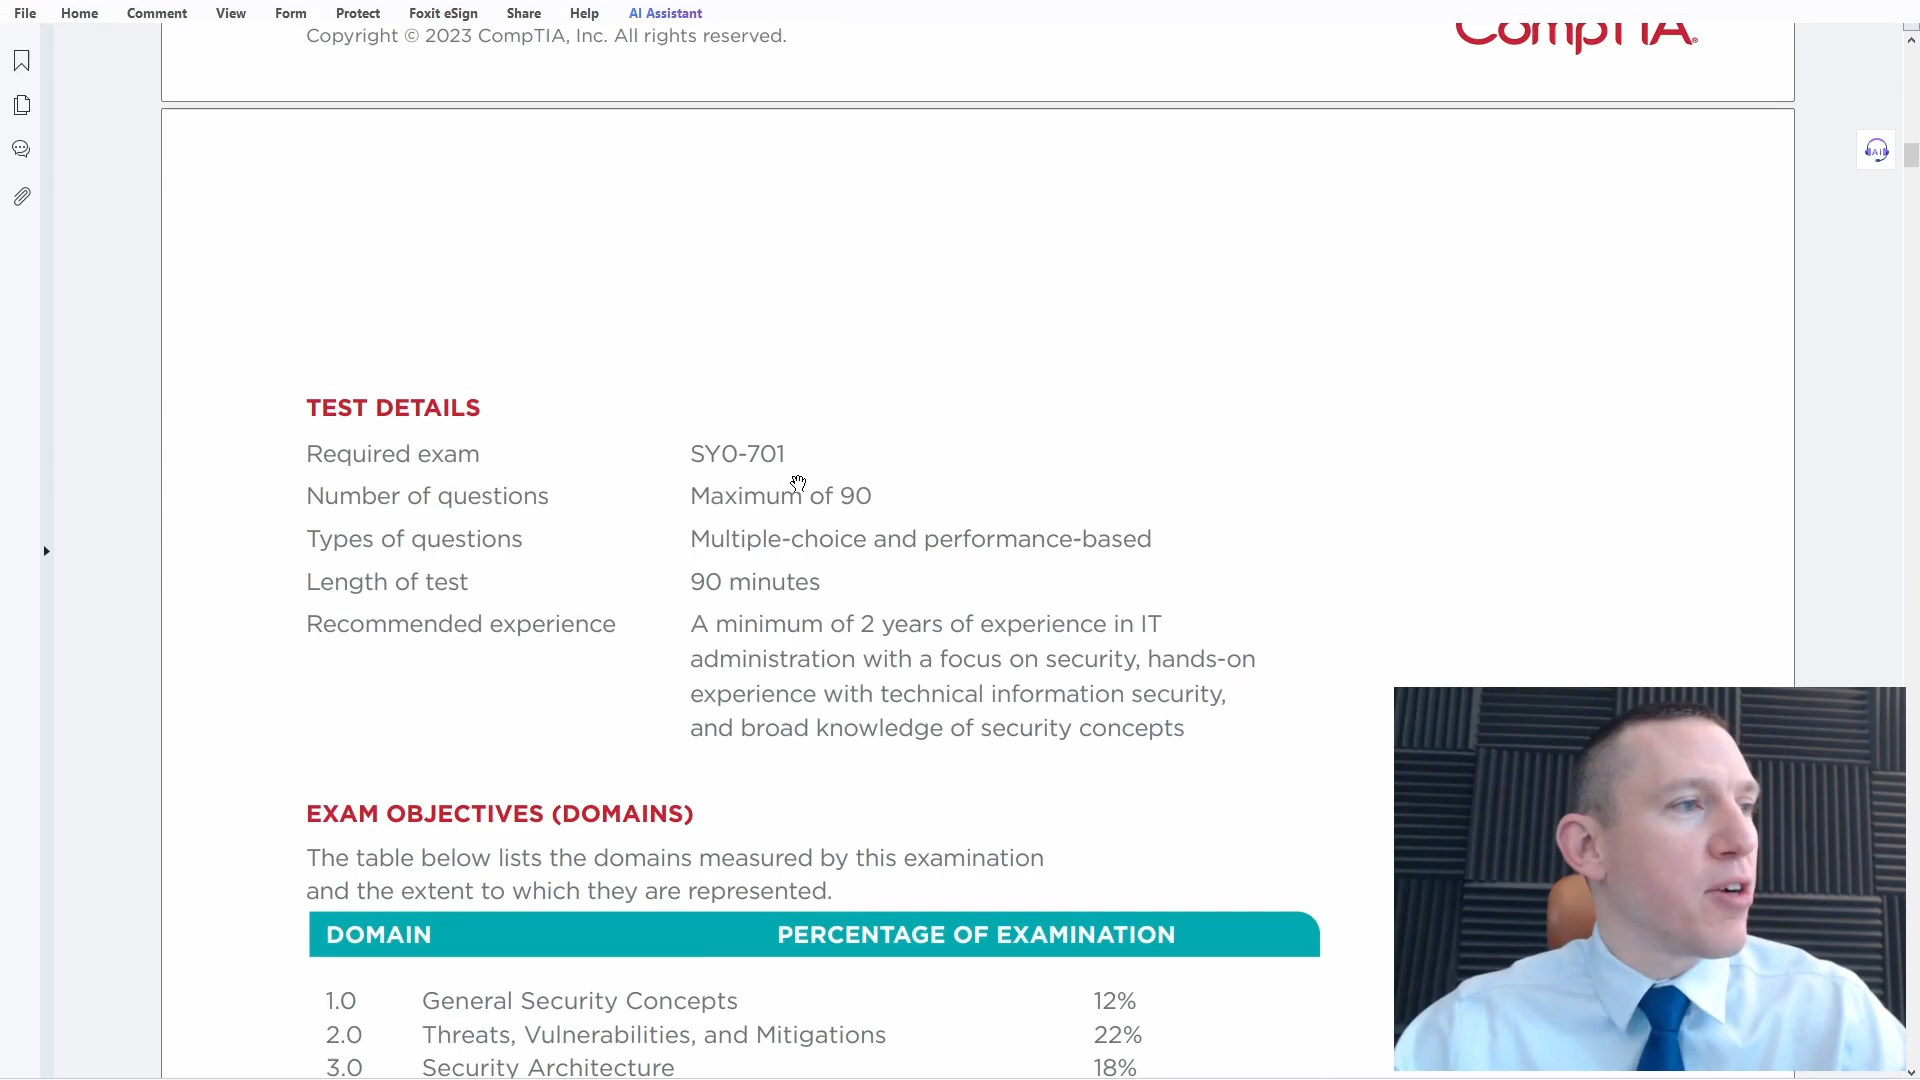 File Home Comment View Form Protect Foxit eSign Share Help AI Assistant
Copyright © 2023 CompTIA, Inc. All rights reserved.
CompTIA
AI
TEST DETAILS
Required exam SY0-701
Number of questions Maximum of 90
Types of questions Multiple-choice and performance-based
Length of test 90 minutes
Recommended experience A minimum of 2 years of experience in IT
administration with a focus on security, hands-on
experience with technical information security,
and broad knowledge of security concepts
EXAM OBJECTIVES (DOMAINS)
The table below lists the domains measured by this examination
and the extent to which they are represented.
DOMAIN PERCENTAGE OF EXAMINATION
1.0 General Security Concepts 12%
2.0 Threats, Vulnerabilities, and Mitigations 22%
3.0 Security Architecture 18%